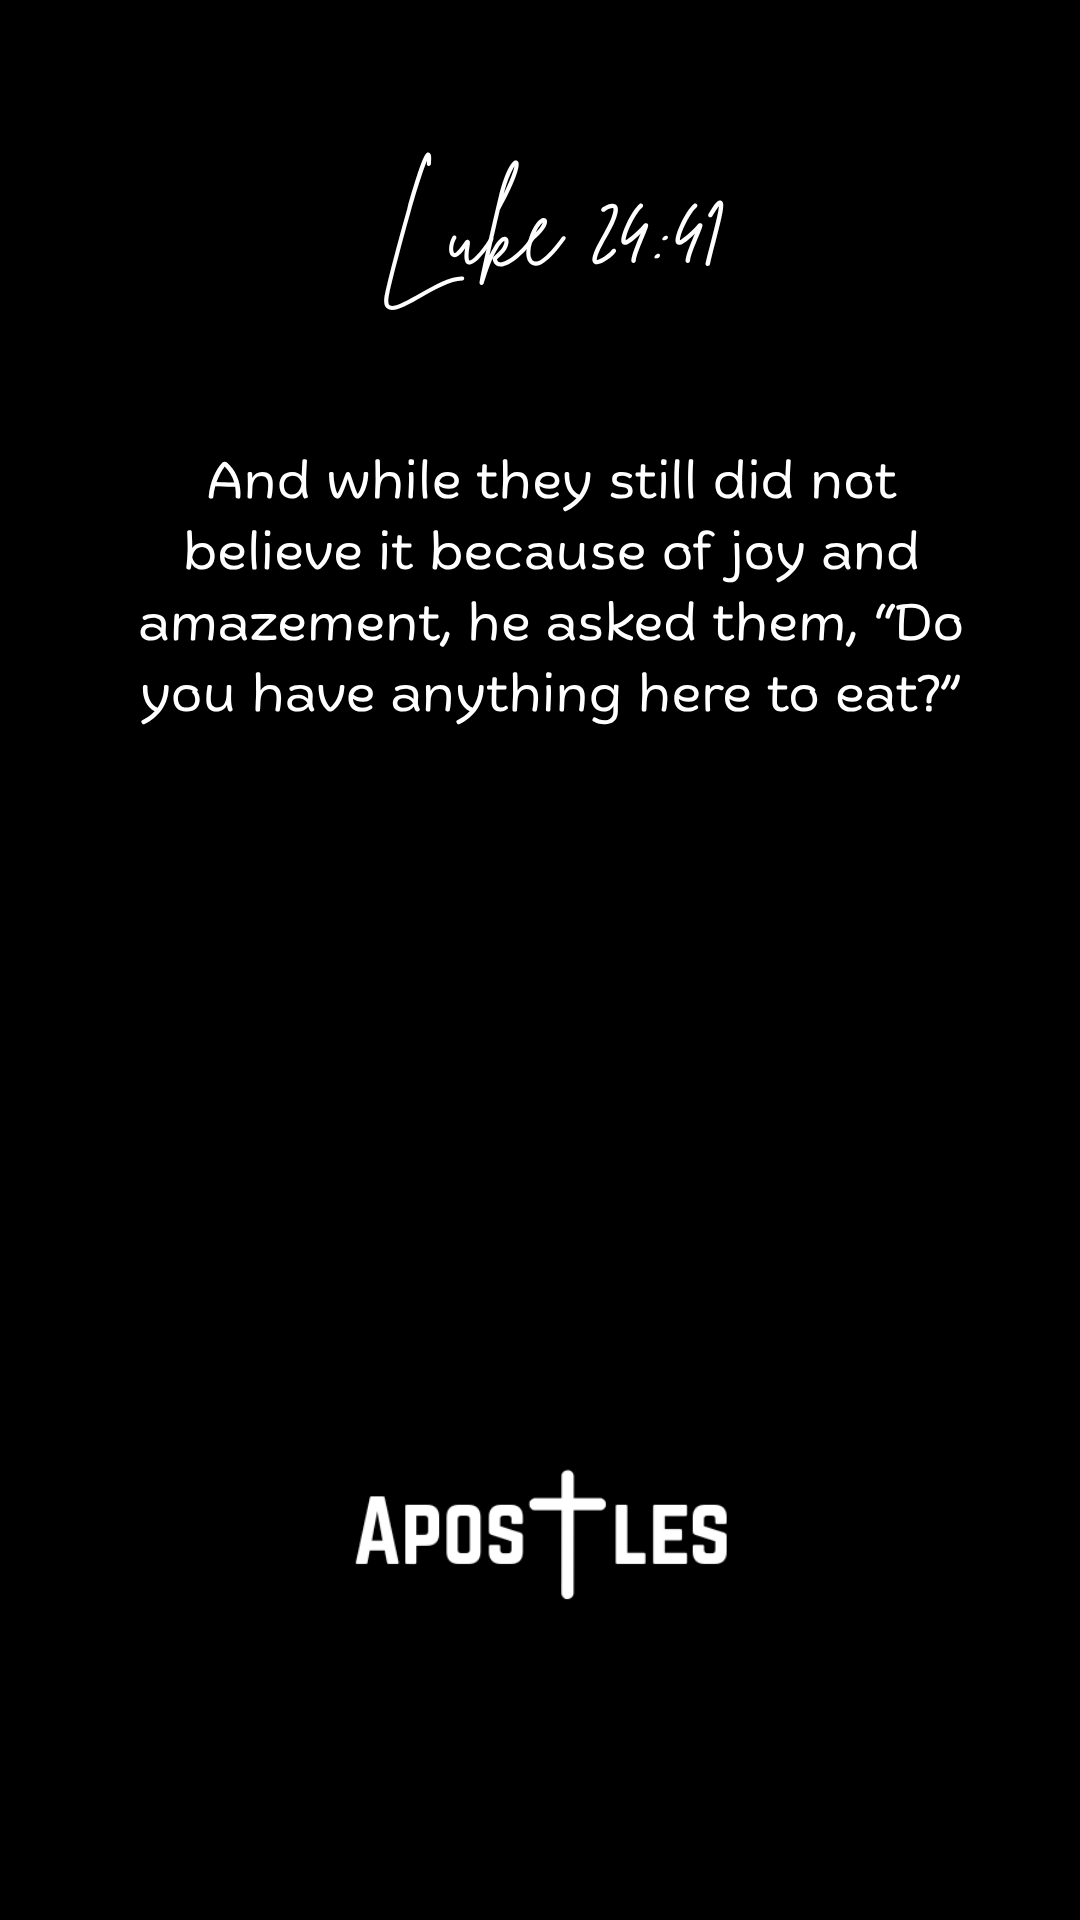 Luke 24:41
And while they still did not
believe it because of joy and
amazement, he asked them, “Do
you have anything here to eat?”
APOSTLES